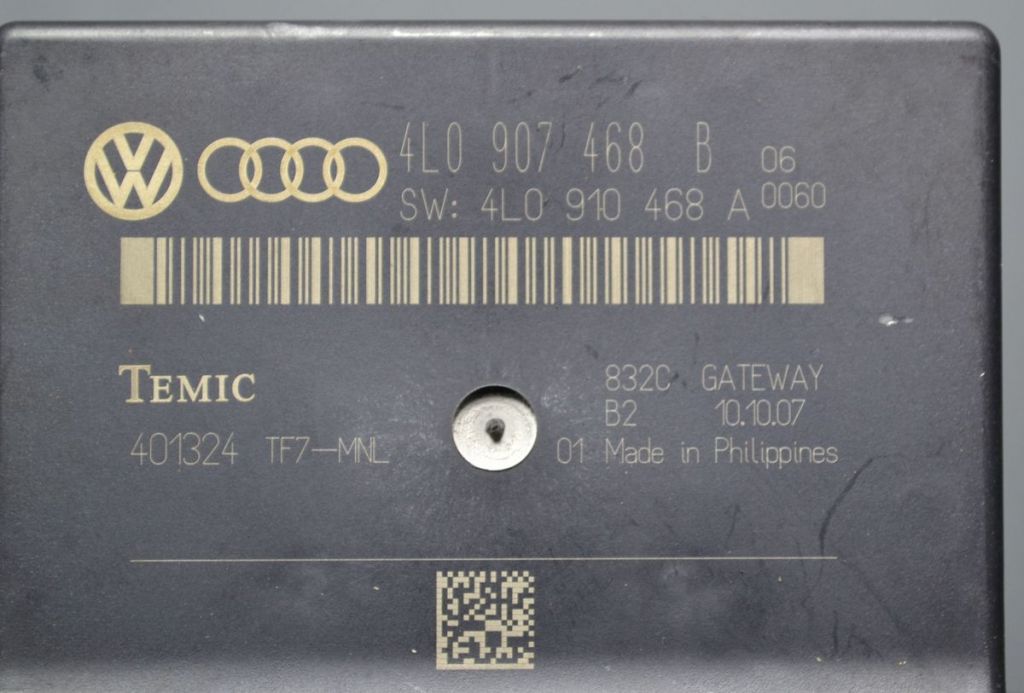 4L0 907 468 B 06
SW: 4L0 910 468 A 0060
TEMIC
832C GATEWAY
B2 10.10.07
401324 TF7-MNL 01 Made in Philippines